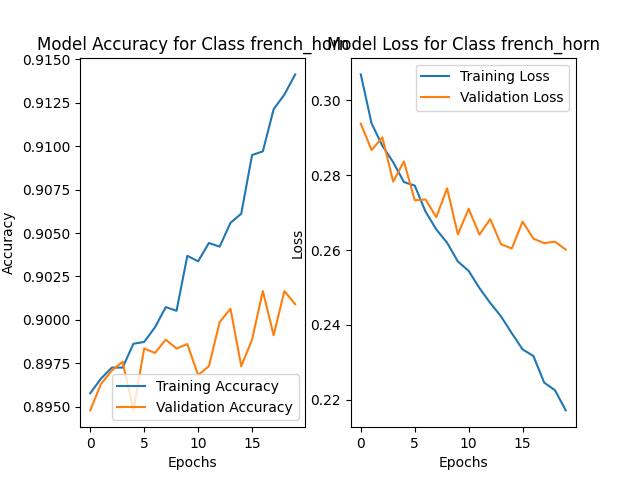 Model Accuracy for Class french_horn
Model Loss for Class french_horn
0.9150
0.9125
0.9100
0.9075
0.9050
0.9025
0.9000
0.8975
0.8950
Accuracy
Training Accuracy
Validation Accuracy
0 5 10 15
Epochs
0.30
0.28
0.26
0.24
0.22
Loss
Training Loss
Validation Loss
0 5 10 15
Epochs